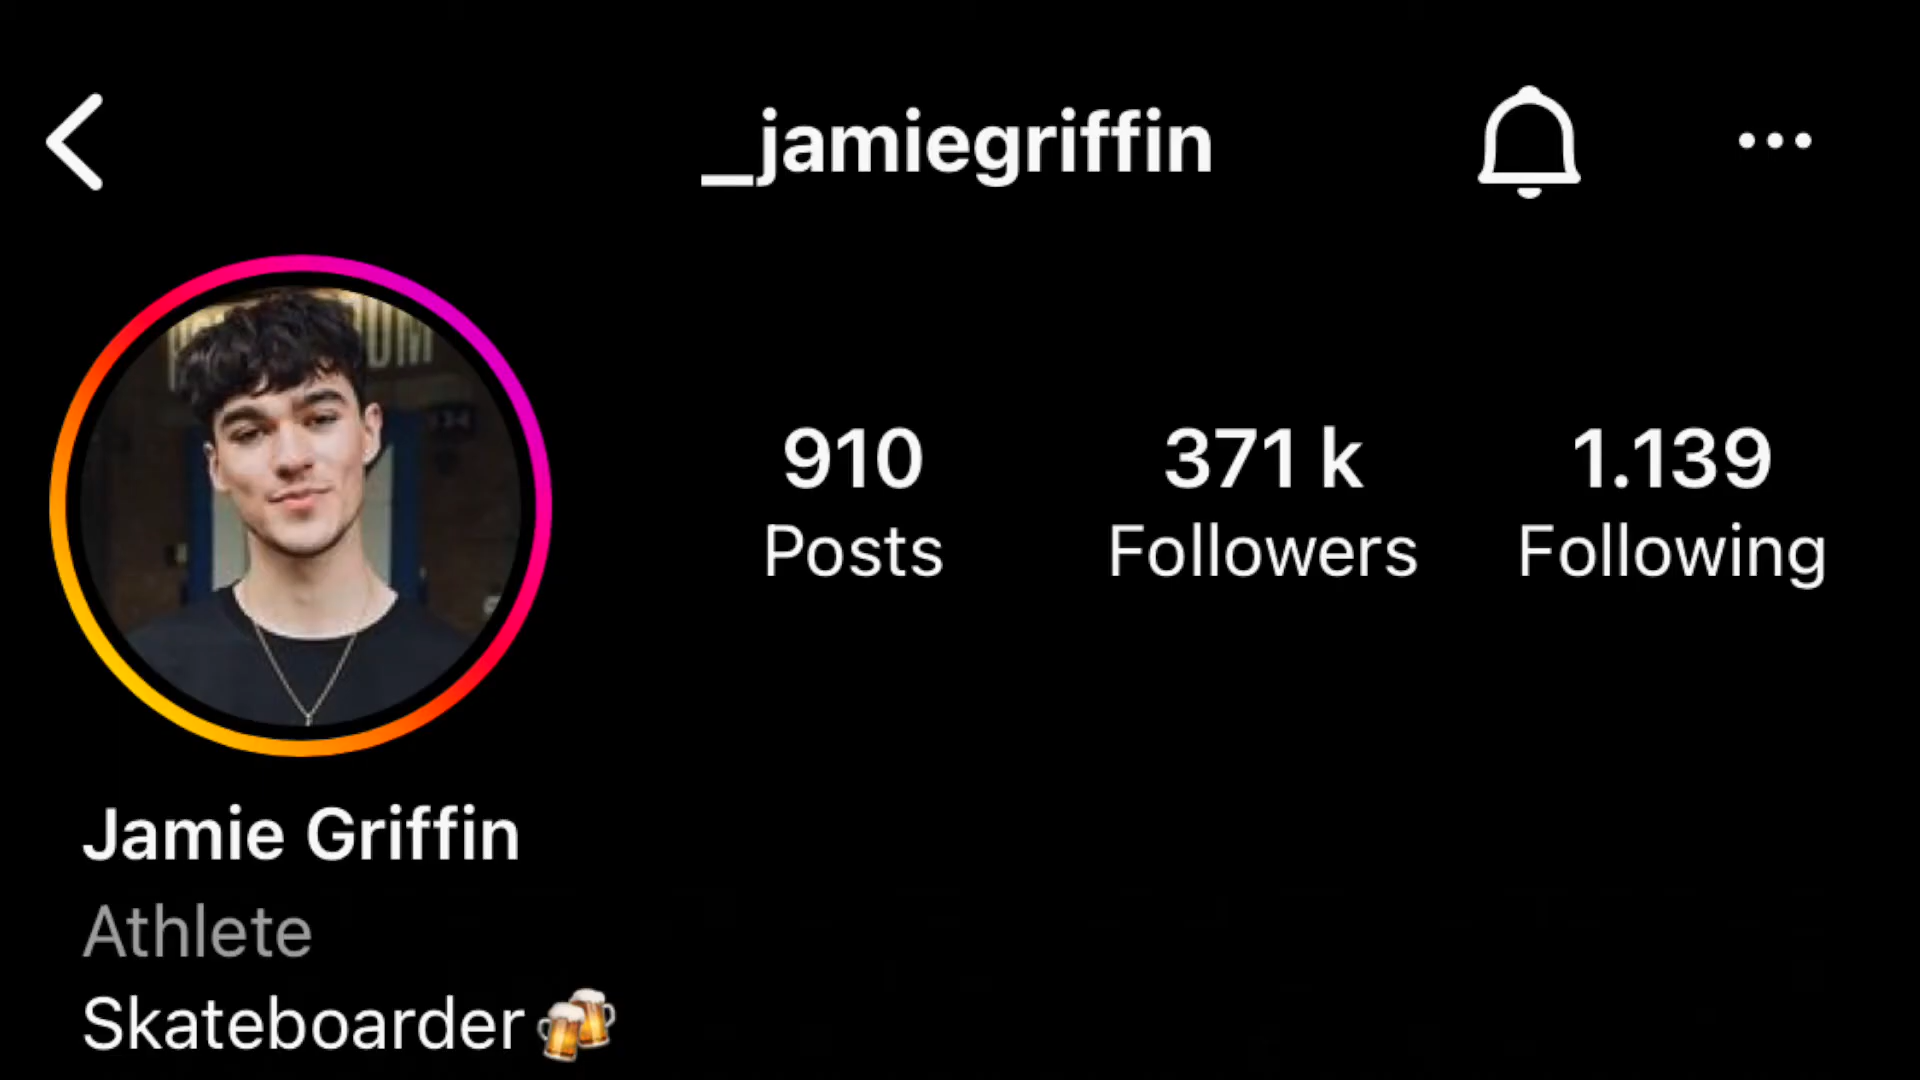 _jamiegriffin
910 371 k 1.139
Posts Followers Following
Jamie Griffin
Athlete
Skateboarder🍻